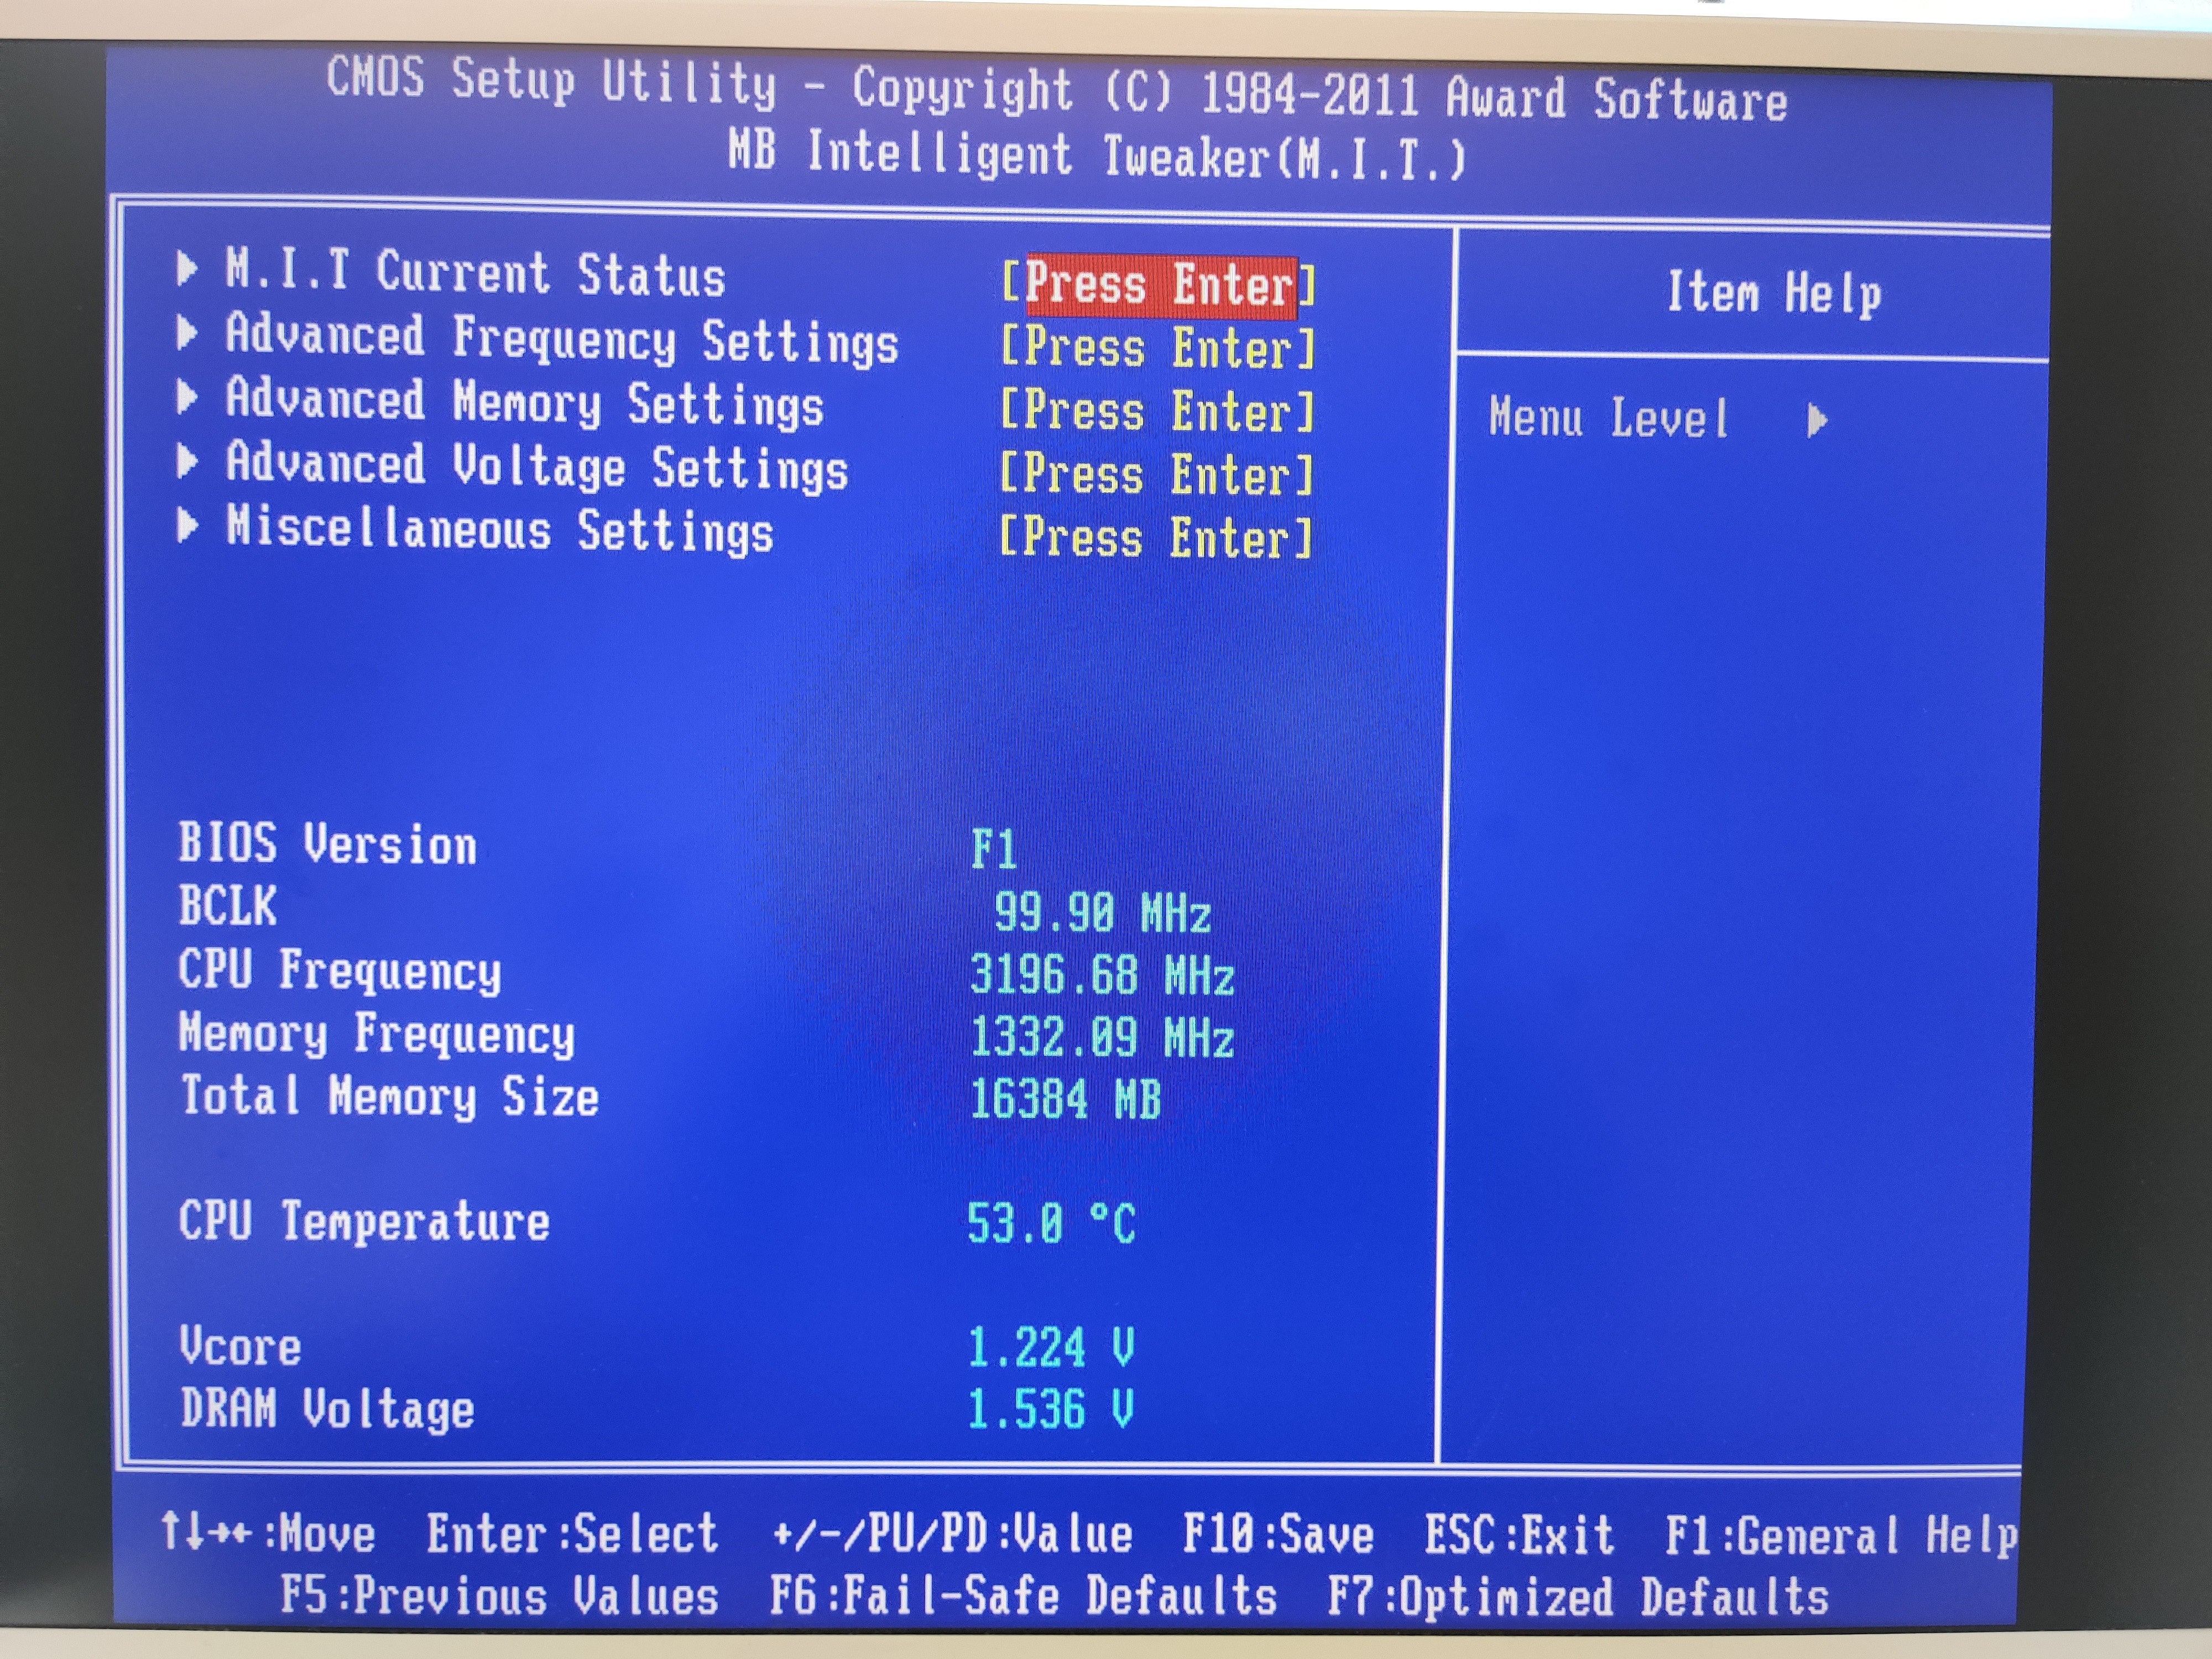 CMOS Setup Utility - Copyright (C) 1984-2011 Award Software
MB Intelligent Tweaker(M.I.T.)
▶ M.I.T Current Status [Press Enter]
▶ Advanced Frequency Settings [Press Enter]
▶ Advanced Memory Settings [Press Enter]
▶ Advanced Voltage Settings [Press Enter]
▶ Miscellaneous Settings [Press Enter]
Item Help
Menu Level ▶
BIOS Version F1
BCLK 99.90 MHz
CPU Frequency 3196.68 MHz
Memory Frequency 1332.09 MHz
Total Memory Size 16384 MB
CPU Temperature 53.0 °C
Vcore 1.224 V
DRAM Voltage 1.536 V
↑↓→←:Move Enter:Select +/-/PU/PD:Value F10:Save ESC:Exit F1:General Help
F5:Previous Values F6:Fail-Safe Defaults F7:Optimized Defaults